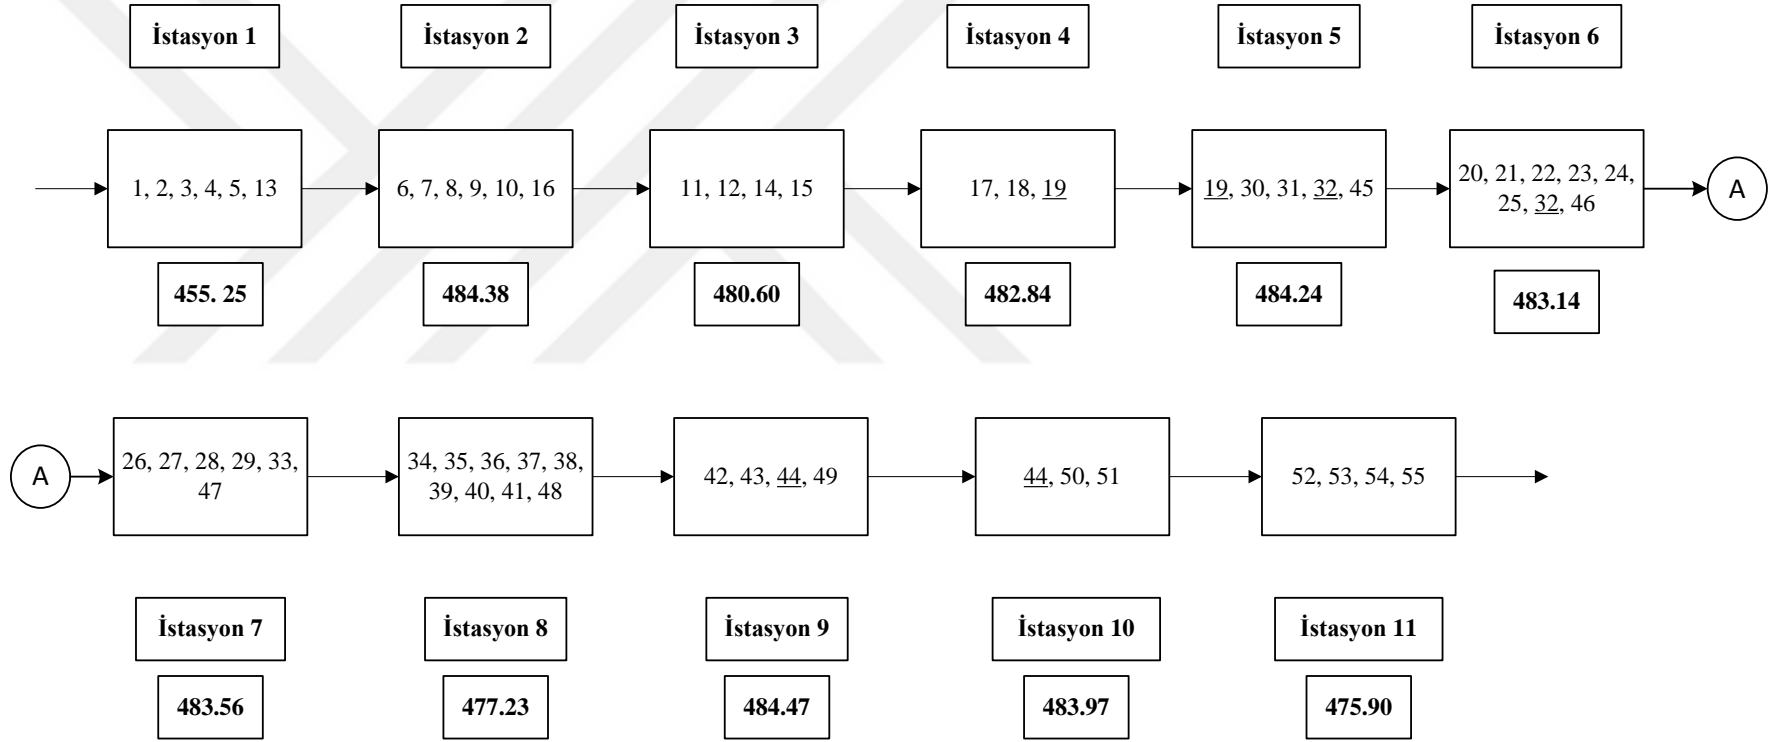 İstasyon 1
İstasyon 2
İstasyon 3
İstasyon 4
İstasyon 5
İstasyon 6
1, 2, 3, 4, 5, 13
6, 7, 8, 9, 10, 16
11, 12, 14, 15
17, 18, 19
19, 30, 31, 32, 45
20, 21, 22, 23, 24,
25, 32, 46
A
455. 25
484.38
480.60
482.84
484.24
483.14
A
26, 27, 28, 29, 33,
47
34, 35, 36, 37, 38,
39, 40, 41, 48
42, 43, 44, 49
44, 50, 51
52, 53, 54, 55
İstasyon 7
İstasyon 8
İstasyon 9
İstasyon 10
İstasyon 11
483.56
477.23
484.47
483.97
475.90